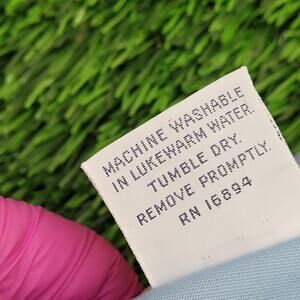 MACHINE WASHABLE
IN LUKEWARM WATER.
TUMBLE DRY.
REMOVE PROMPTLY.
RN 16894